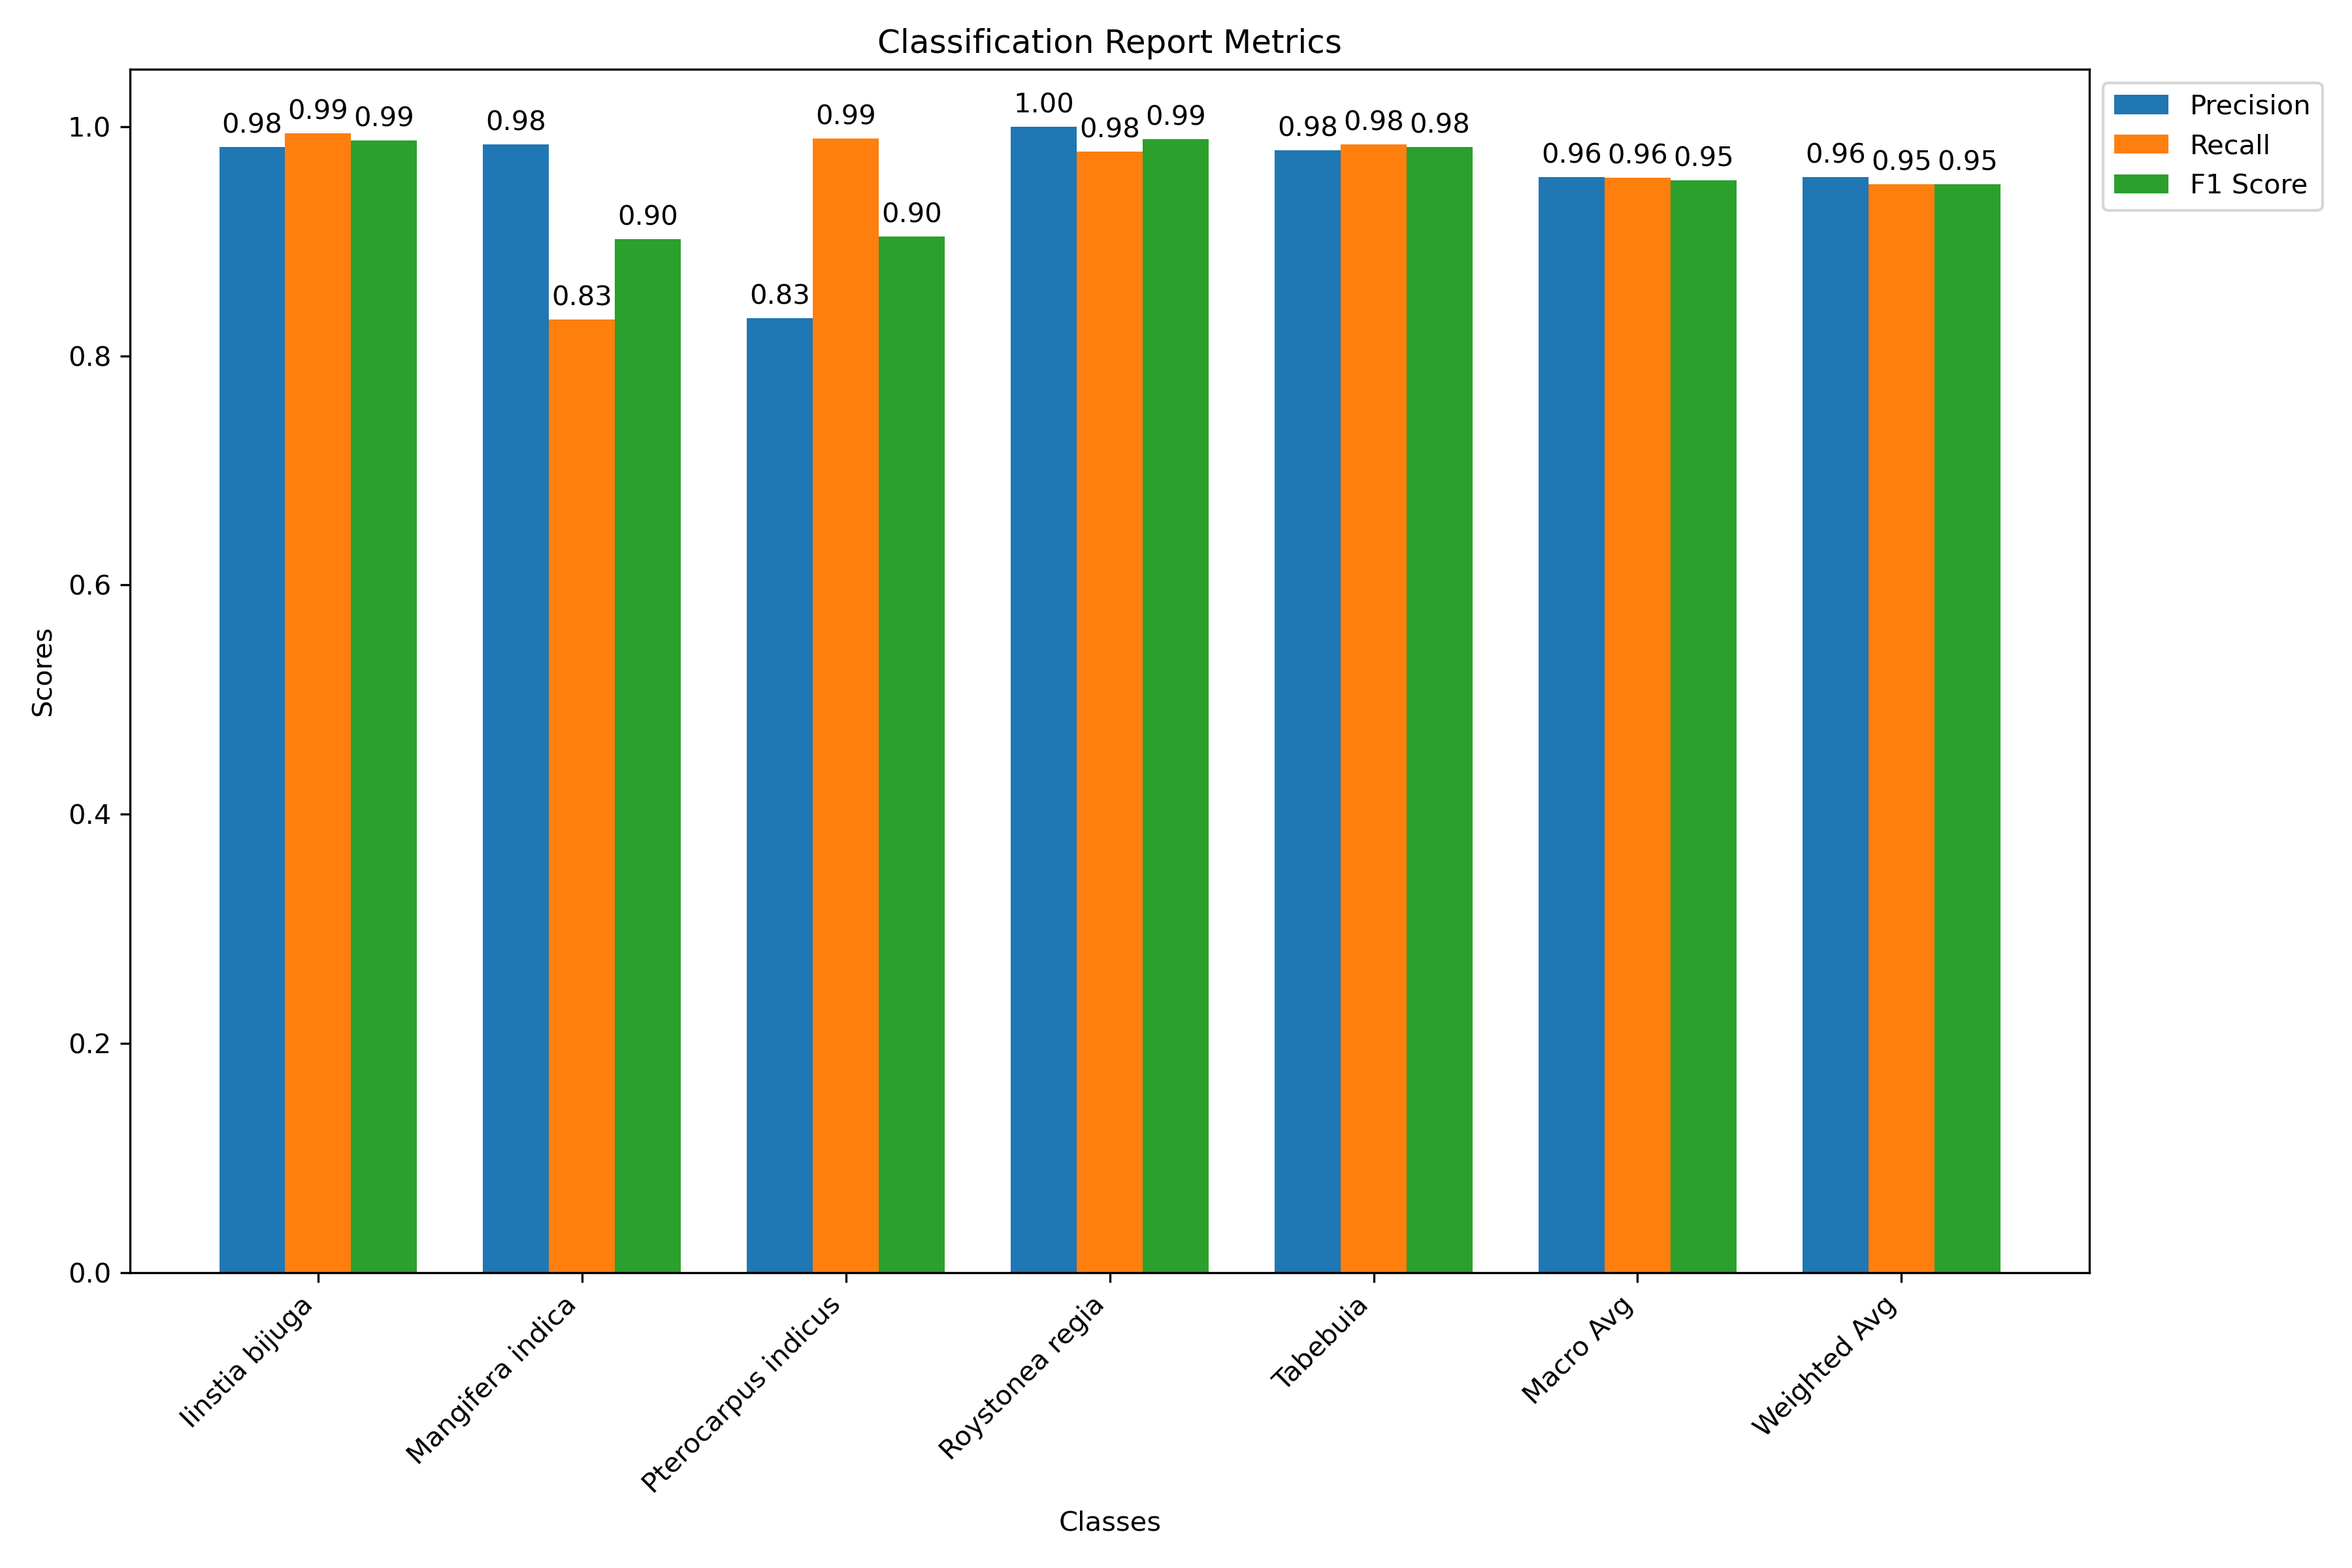 Classification Report Metrics
Precision
Recall
F1 Score
Scores
1.0
0.8
0.6
0.4
0.2
0.0
0.98 0.99 0.99
0.98 0.83 0.90
0.83 0.99 0.90
1.00 0.98 0.99
0.98 0.98 0.98
0.96 0.96 0.95
0.96 0.95 0.95
Iinstia bijuga
Mangifera indica
Pterocarpus indicus
Roystonea regia
Tabebuia
Macro Avg
Weighted Avg
Classes